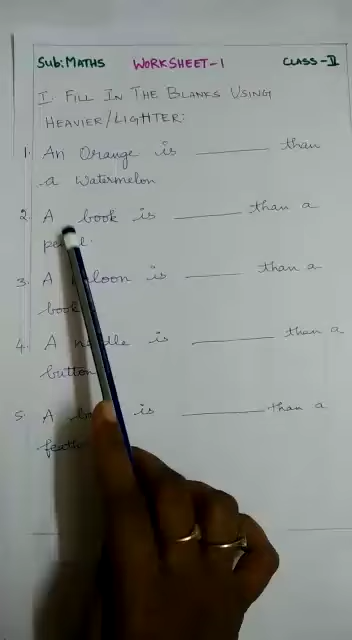 Sub: MATHS WORKSHEET-1 CLASS-II
I. FILL IN THE BLANKS USING
HEAVIER/LIGHTER:
1. An Orange is ________ than
a Watermelon
2. A book is ________ than a
3. A is ________ than a
book
4. A is ________ than a
button
5. A is ________ than a